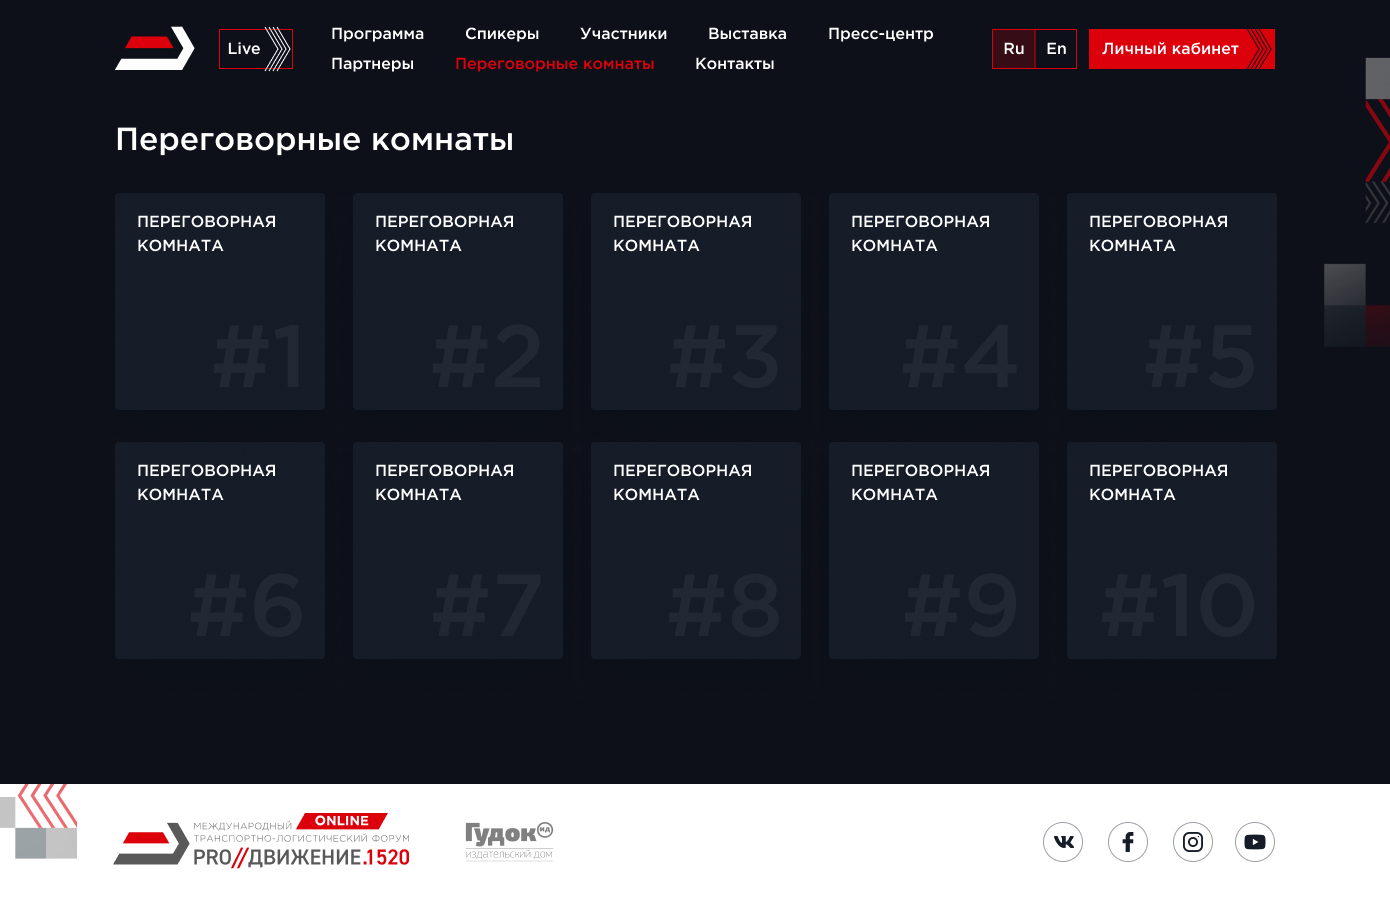 Live
Программа Спикеры Участники Выставка Пресс-центр
Партнеры Переговорные комнаты Контакты
Ru En
Личный кабинет
Переговорные комнаты
ПЕРЕГОВОРНАЯ
КОМНАТА
#1
ПЕРЕГОВОРНАЯ
КОМНАТА
#2
ПЕРЕГОВОРНАЯ
КОМНАТА
#3
ПЕРЕГОВОРНАЯ
КОМНАТА
#4
ПЕРЕГОВОРНАЯ
КОМНАТА
#5
ПЕРЕГОВОРНАЯ
КОМНАТА
#6
ПЕРЕГОВОРНАЯ
КОМНАТА
#7
ПЕРЕГОВОРНАЯ
КОМНАТА
#8
ПЕРЕГОВОРНАЯ
КОМНАТА
#9
ПЕРЕГОВОРНАЯ
КОМНАТА
#10
МЕЖДУНАРОДНЫЙ ONLINE
ТРАНСПОРТНО-ЛОГИСТИЧЕСКИЙ ФОРУМ
PRO//ДВИЖЕНИЕ.1520
Гудок ИД
издательский дом